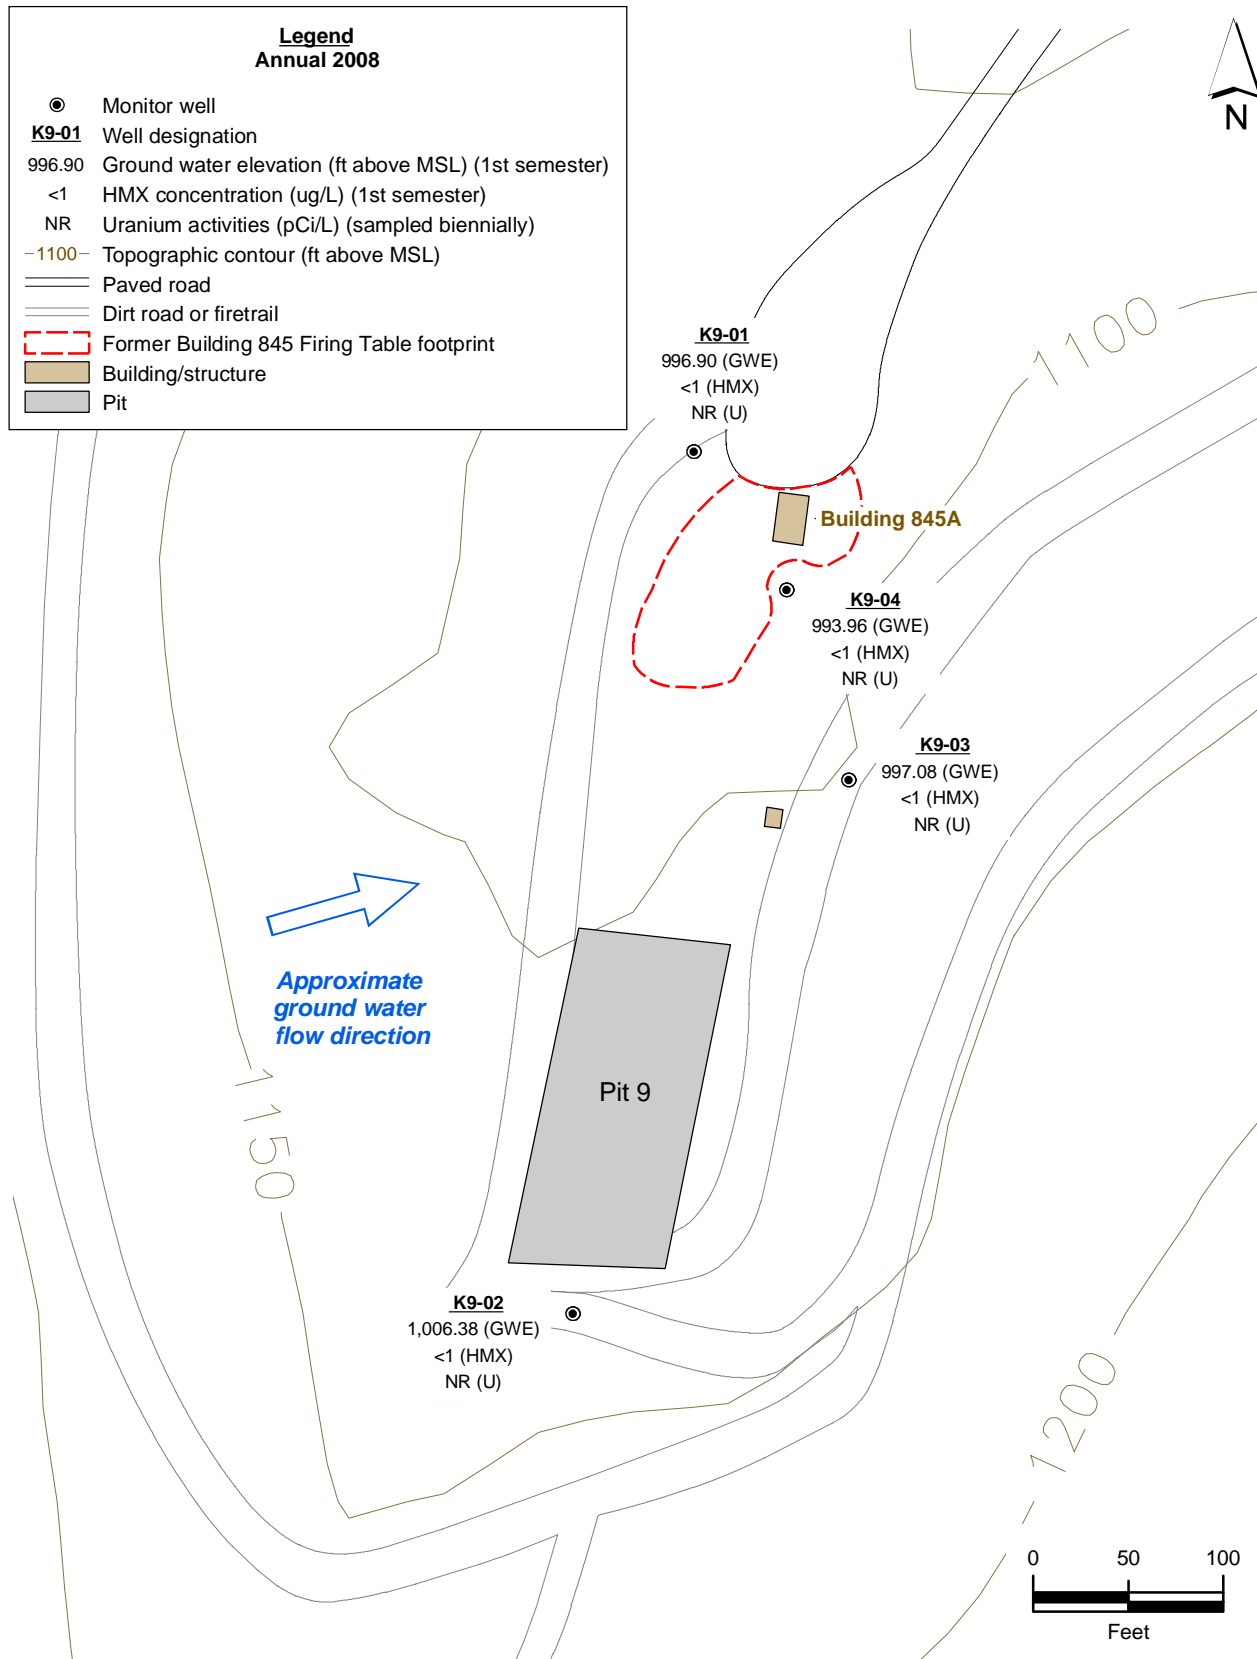 Legend
Annual 2008
Monitor well
K9-01 Well designation
996.90 Ground water elevation (ft above MSL) (1st semester)
<1 HMX concentration (ug/L) (1st semester)
NR Uranium activities (pCi/L) (sampled biennially)
1100 Topographic contour (ft above MSL)
Paved road
Dirt road or firetrail
Former Building 845 Firing Table footprint
Building/structure
Pit
N
1100
K9-01
996.90 (GWE)
<1 (HMX)
NR (U)
Building 845A
K9-04
993.96 (GWE)
<1 (HMX)
NR (U)
K9-03
997.08 (GWE)
<1 (HMX)
NR (U)
Approximate
ground water
flow direction
1150
Pit 9
K9-02
1,006.38 (GWE)
<1 (HMX)
NR (U)
1200
0 50 100
Feet